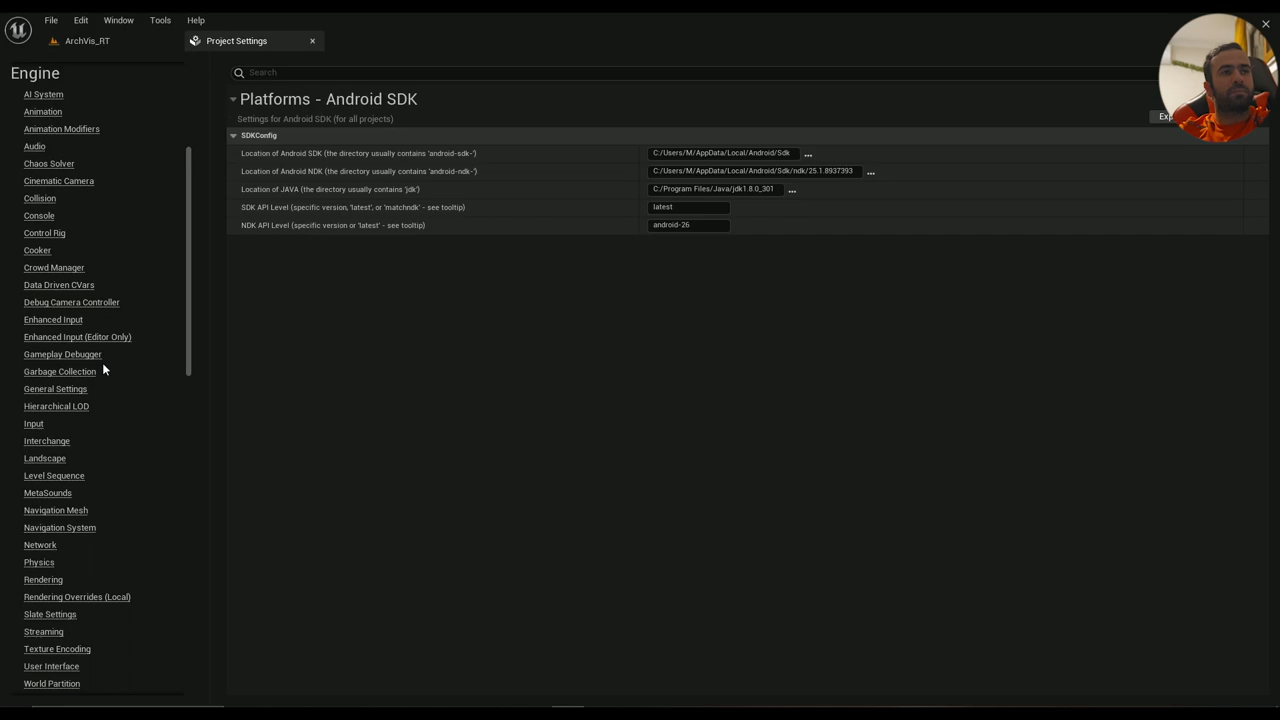 File Edit Window Tools Help
ArchVis_RT
Project Settings
Engine
AI System
Animation
Animation Modifiers
Audio
Chaos Solver
Cinematic Camera
Collision
Console
Control Rig
Cooker
Crowd Manager
Data Driven CVars
Debug Camera Controller
Enhanced Input
Enhanced Input (Editor Only)
Gameplay Debugger
Garbage Collection
General Settings
Hierarchical LOD
Input
Interchange
Landscape
Level Sequence
MetaSounds
Navigation Mesh
Navigation System
Network
Physics
Rendering
Rendering Overrides (Local)
Slate Settings
Streaming
Texture Encoding
User Interface
World Partition
Search
Platforms - Android SDK
Settings for Android SDK (for all projects)
SDKConfig
Location of Android SDK (the directory usually contains 'android-sdk-') C:/Users/M/AppData/Local/Android/Sdk ...
Location of Android NDK (the directory usually contains 'android-ndk-') C:/Users/M/AppData/Local/Android/Sdk/ndk/25.1.8937393 ...
Location of JAVA (the directory usually contains 'jdk') C:/Program Files/Java/jdk1.8.0_301 ...
SDK API Level (specific version, 'latest', or 'matchndk' - see tooltip) latest
NDK API Level (specific version or 'latest' - see tooltip) android-26